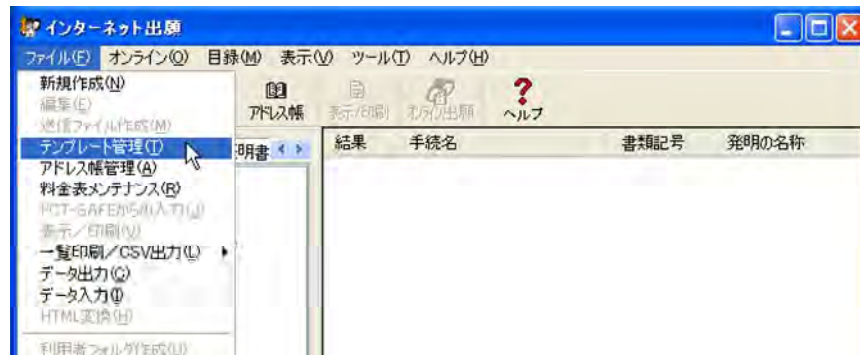 インターネット出願
ファイル(F) オンライン(O) 目録(M) 表示(V) ツール(T) ヘルプ(H)
新規作成(N)
編集(E)
送信ファイル作成(M)
テンプレート管理(T)
アドレス帳管理(A)
料金表メンテナンス(R)
PCT-SAFEからの入力(J)
表示/印刷(V)
一覧印刷/CSV出力(L)
データ出力(C)
データ入力(I)
HTML変換(H)
利用者フォルダ作成(U)
アドレス帳 表示/印刷 オンライン出願 ヘルプ
明書 結果 手続名 書類記号 発明の名称